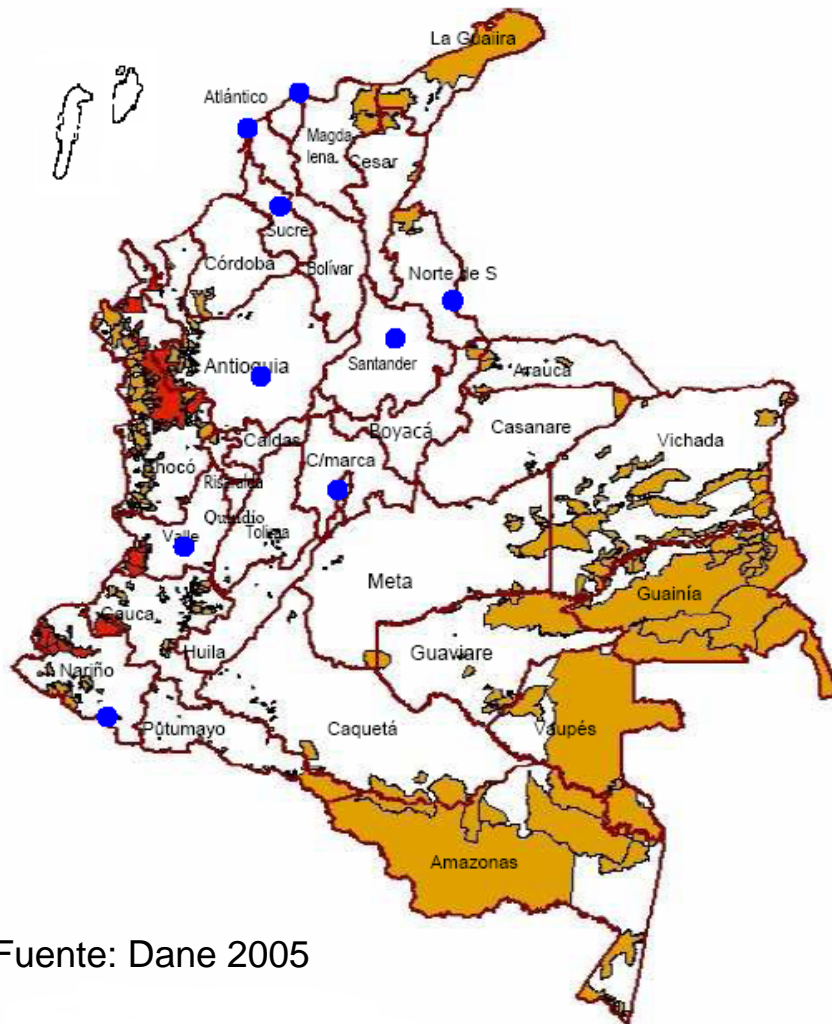 La Guajira
Atlántico
Magda
lena.
Cesar
Sucre
Córdoba
Bolívar
Norte de S
Antioquia
Santander
Arauca
Caldas
Boyacá
Casanare
Vichada
C/marca
Chocó
Risaralda
Quindío
Valle
Tolima
Meta
Guainía
Cauca
Huila
Guaviare
Nariño
Putumayo
Caquetá
Vaupés
Amazonas
Fuente: Dane 2005